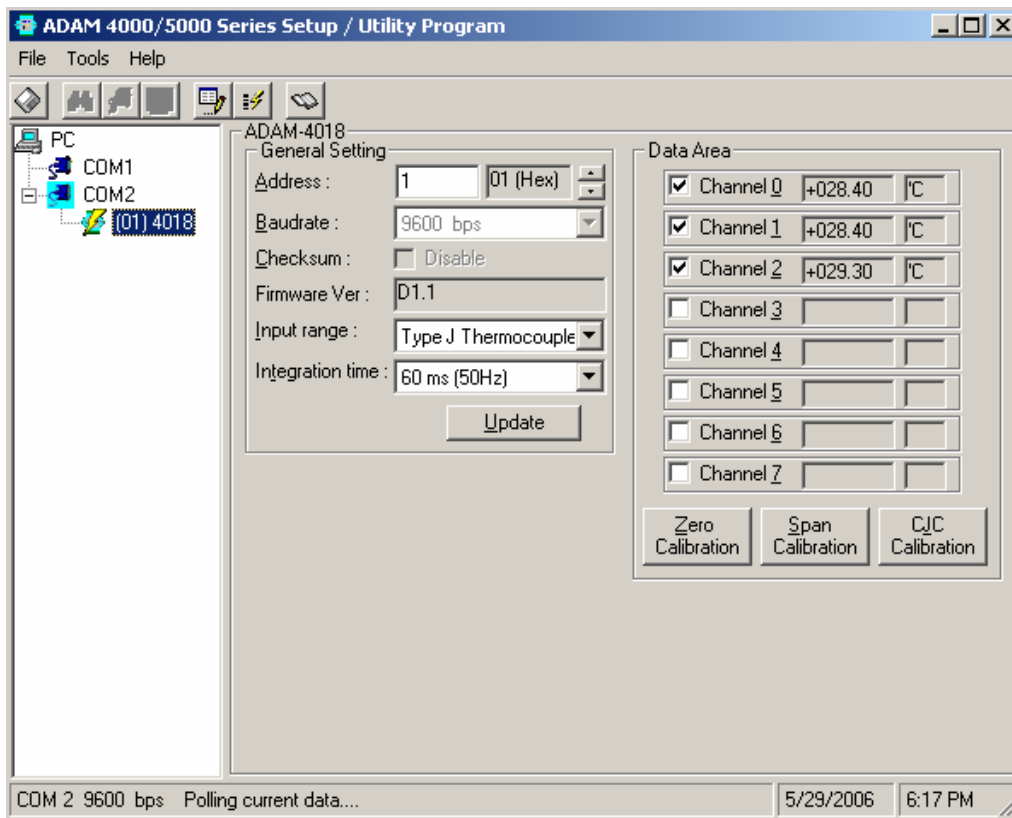 ADAM 4000/5000 Series Setup / Utility Program
File Tools Help
PC
COM1
COM2
(01) 4018
ADAM-4018
General Setting
Address : 1 01 (Hex)
Baudrate : 9600 bps
Checksum : Disable
Firmware Ver : D1.1
Input range : Type J Thermocouple
Integration time : 60 ms (50Hz)
Update
Data Area
Channel 0 +028.40 'C
Channel 1 +028.40 'C
Channel 2 +029.30 'C
Channel 3
Channel 4
Channel 5
Channel 6
Channel 7
Zero Calibration
Span Calibration
CJC Calibration
COM 2 9600 bps Polling current data.... 5/29/2006 6:17 PM